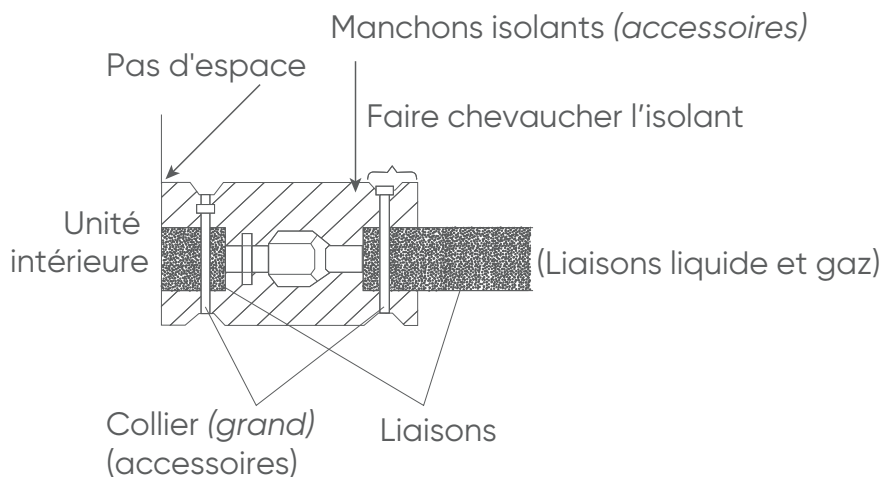 Manchons isolants (accessoires)
Pas d'espace
Faire chevaucher l’isolant
Unité
intérieure
(Liaisons liquide et gaz)
Collier (grand)
(accessoires)
Liaisons